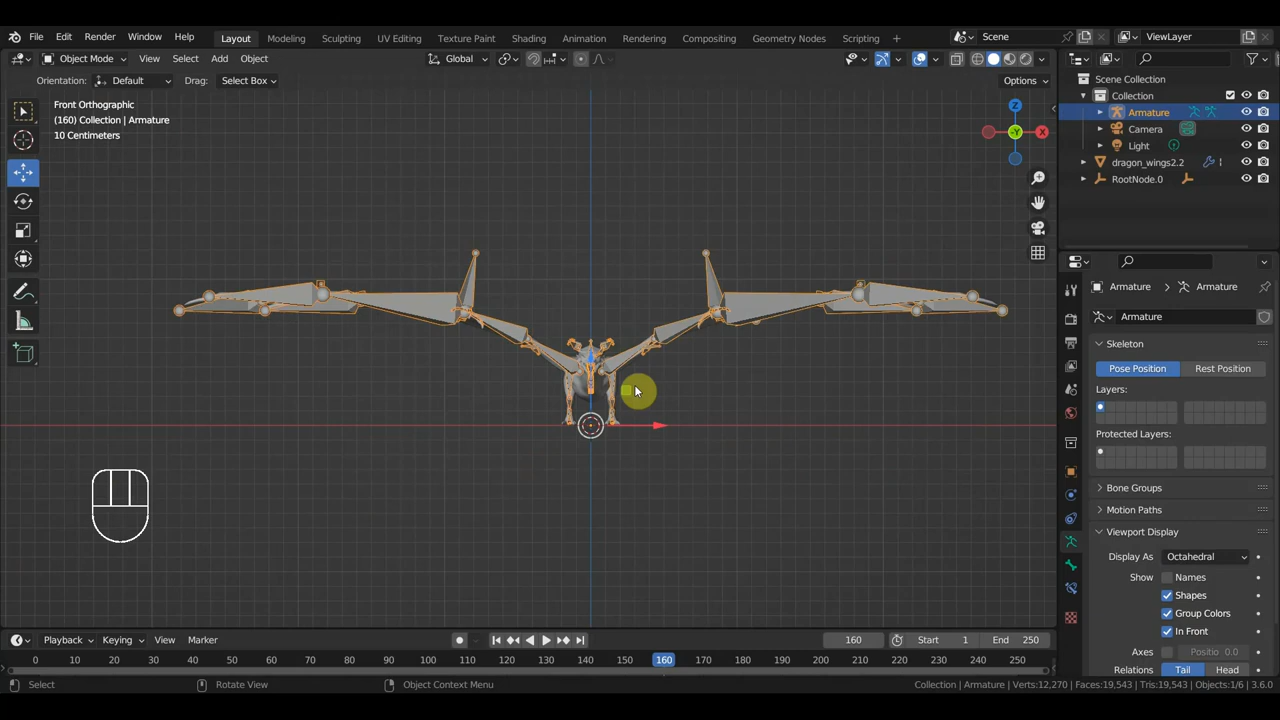 File Edit Render Window Help Layout Modeling Sculpting UV Editing Texture Paint Shading Animation Rendering Compositing Geometry Nodes Scripting + Scene ViewLayer
Object Mode View Select Add Object Global
Orientation: Default Drag: Select Box Options
Front Orthographic
(160) Collection | Armature
10 Centimeters
Z
X
-Y
Scene Collection
Collection
Armature
Camera
Light
dragon_wings2.2
RootNode.0
Armature > Armature
Armature
Skeleton
Pose Position Rest Position
Layers:
Protected Layers:
Bone Groups
Motion Paths
Viewport Display
Display As Octahedral
Show Names
Shapes
Group Colors
In Front
Axes Positio 0.0
Relations Tail Head
Playback Keying View Marker 160 Start 1 End 250
0 10 20 30 40 50 60 70 80 90 100 110 120 130 140 150 160 170 180 190 200 210 220 230 240 250
Select Rotate View Object Context Menu Collection | Armature | Verts:12,270 | Faces:19,543 | Tris:19,543 | Objects:1/6 | 3.6.0